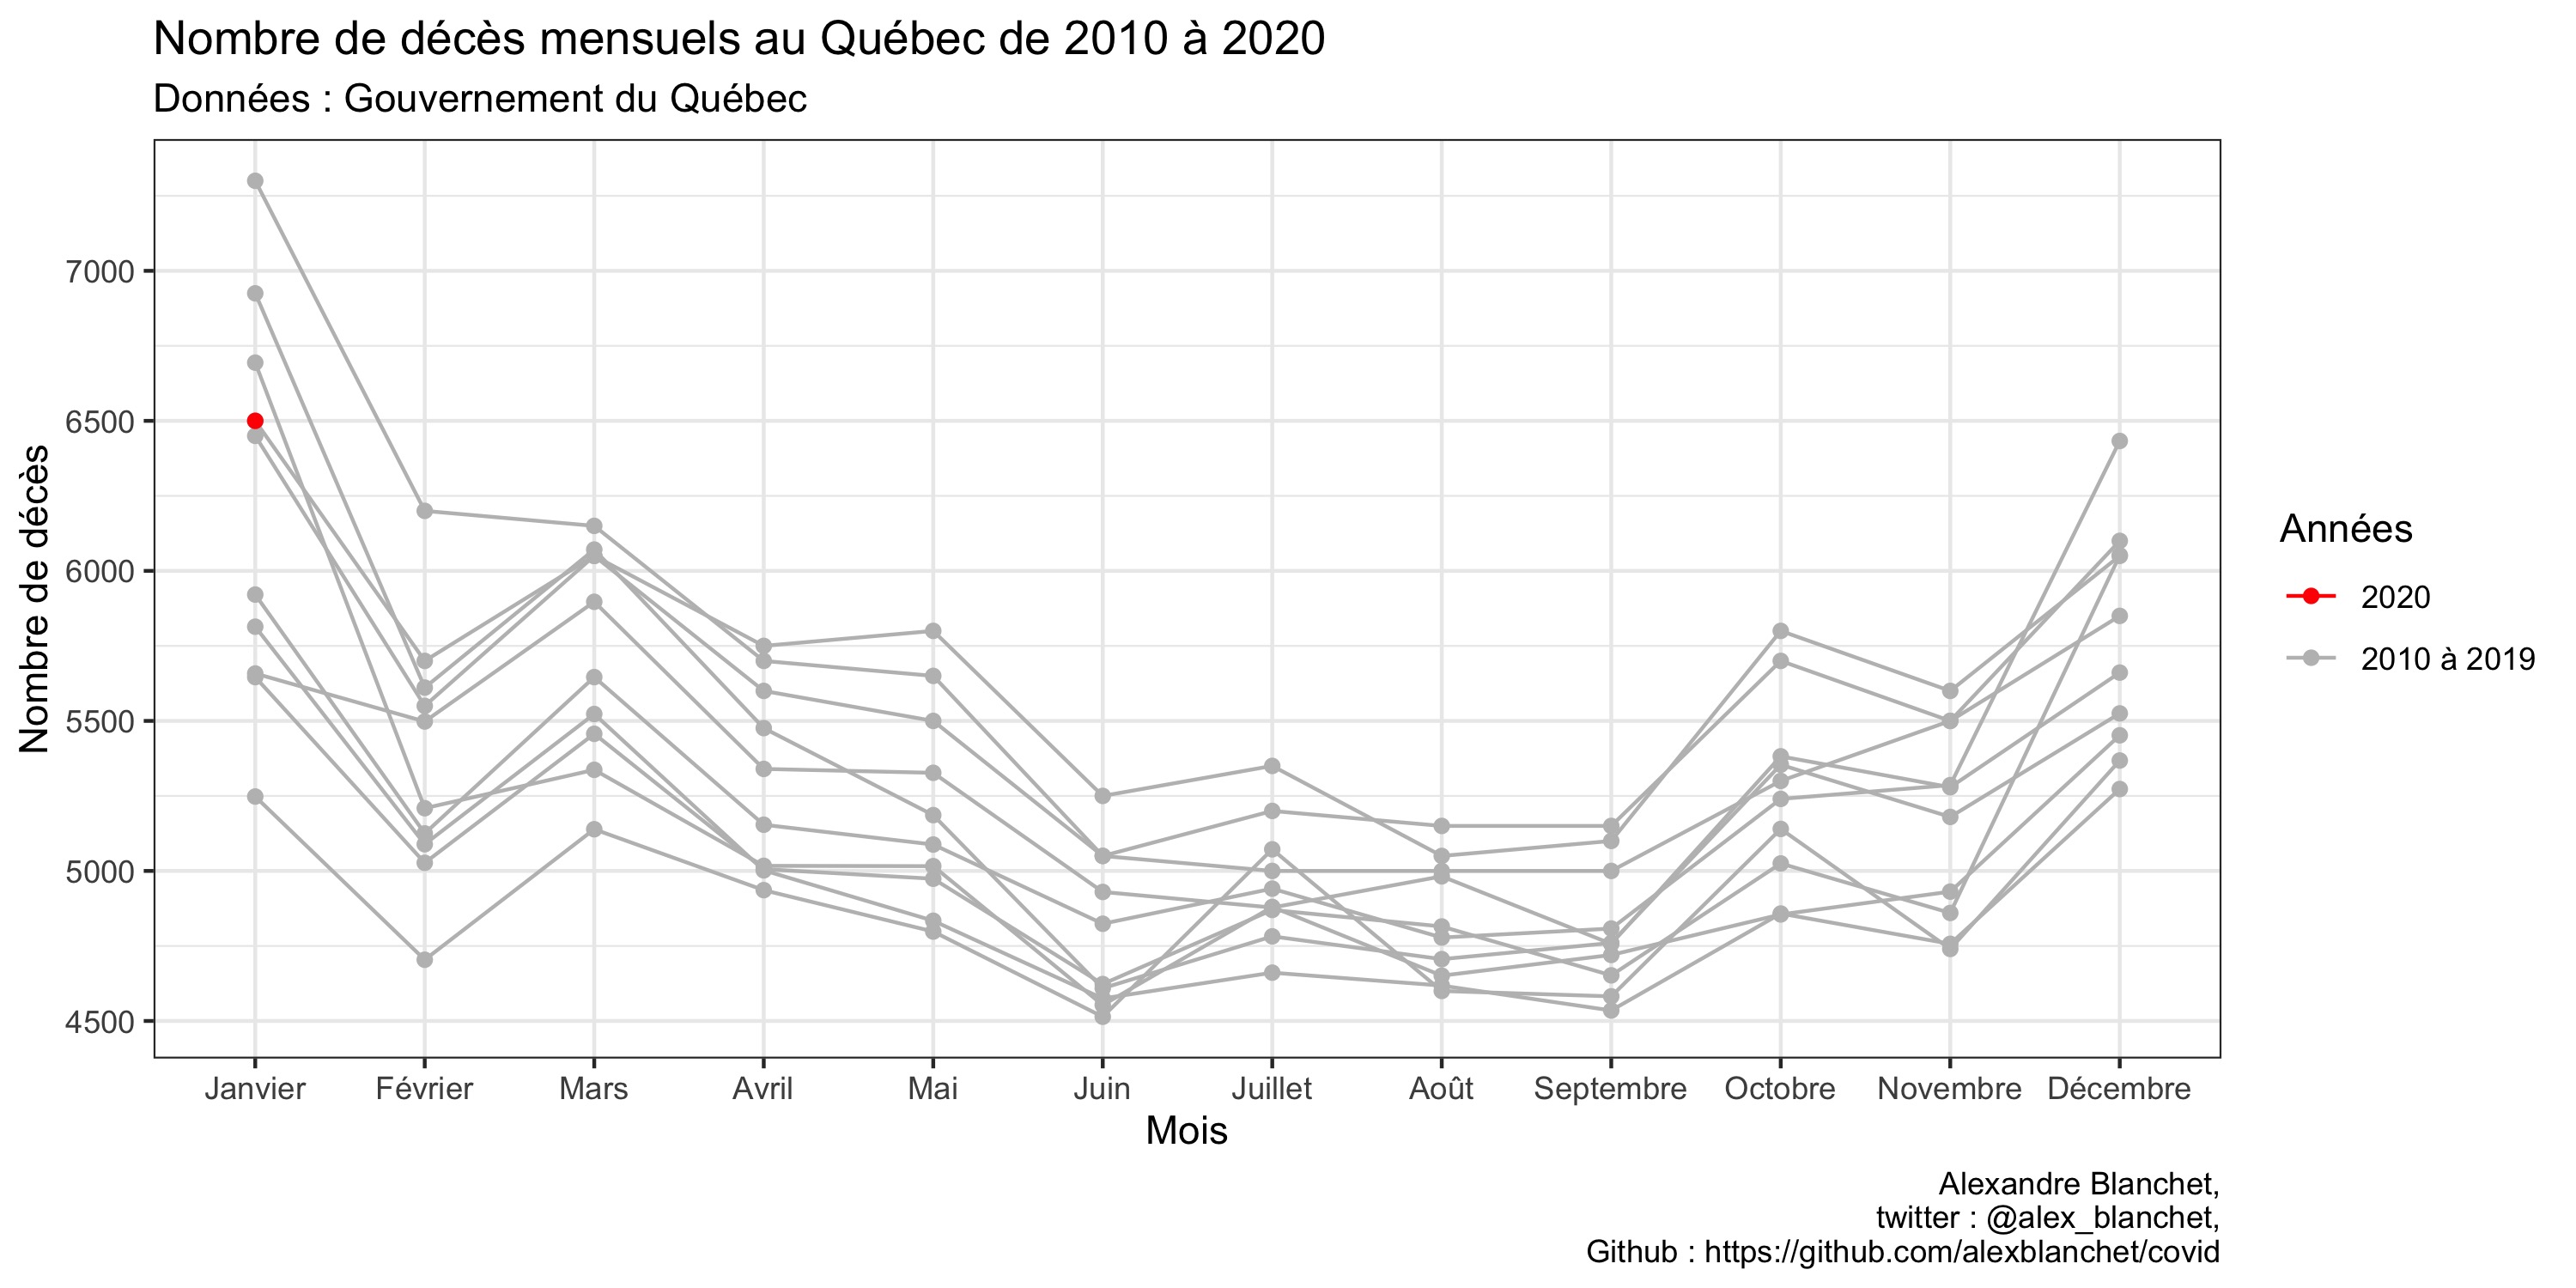 Nombre de décès mensuels au Québec de 2010 à 2020
Données : Gouvernement du Québec
Nombre de décès
7000
6500
6000
5500
5000
4500
Janvier Février Mars Avril Mai Juin Juillet Août Septembre Octobre Novembre Décembre
Mois
Années
2020
2010 à 2019
Alexandre Blanchet,
twitter : @alex_blanchet,
Github : https://github.com/alexblanchet/covid